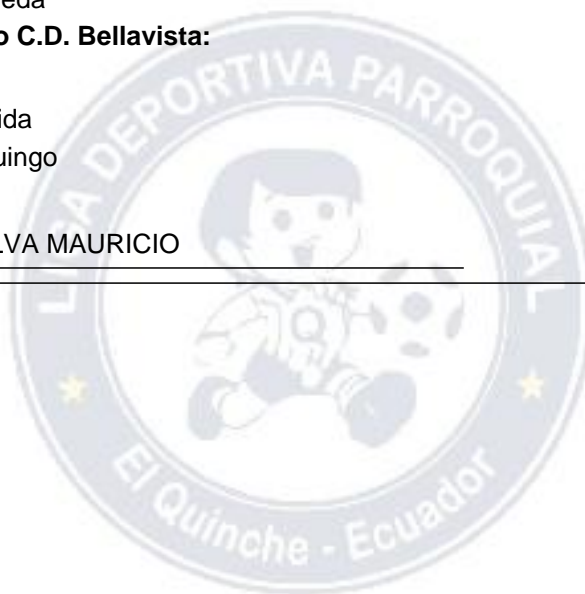 eda
o C.D. Bellavista:
ida
uingo
LVA MAURICIO
LIGA DEPORTIVA PARROQUIAL
Q
El Quinche - Ecuador